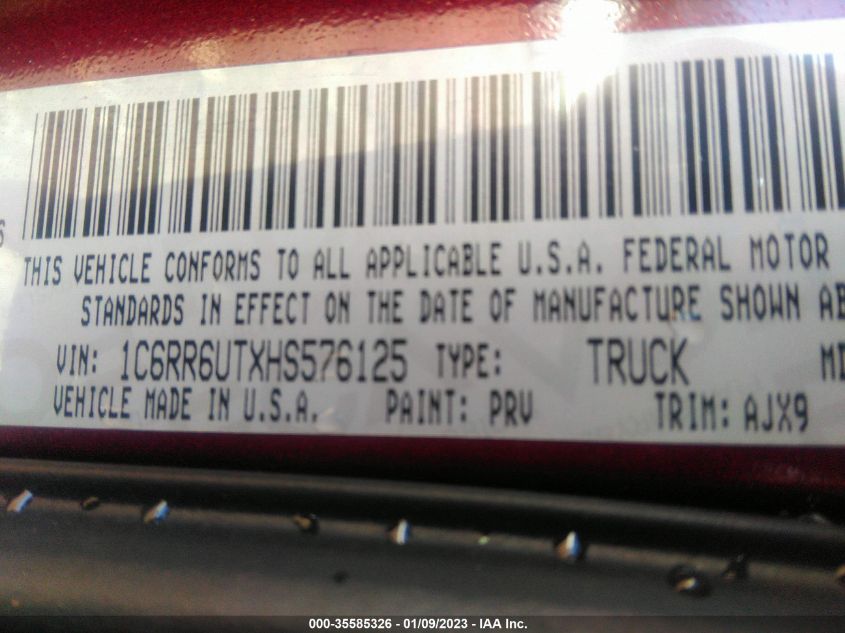 THIS VEHICLE CONFORMS TO ALL APPLICABLE U.S.A. FEDERAL MOTOR
STANDARDS IN EFFECT ON THE DATE OF MANUFACTURE SHOWN AB
VIN: 1C6RR6UTXHS576125 TYPE: TRUCK MD
VEHICLE MADE IN U.S.A. PAINT: PRV TRIM: AJX9
000-35585326 - 01/09/2023 - IAA Inc.